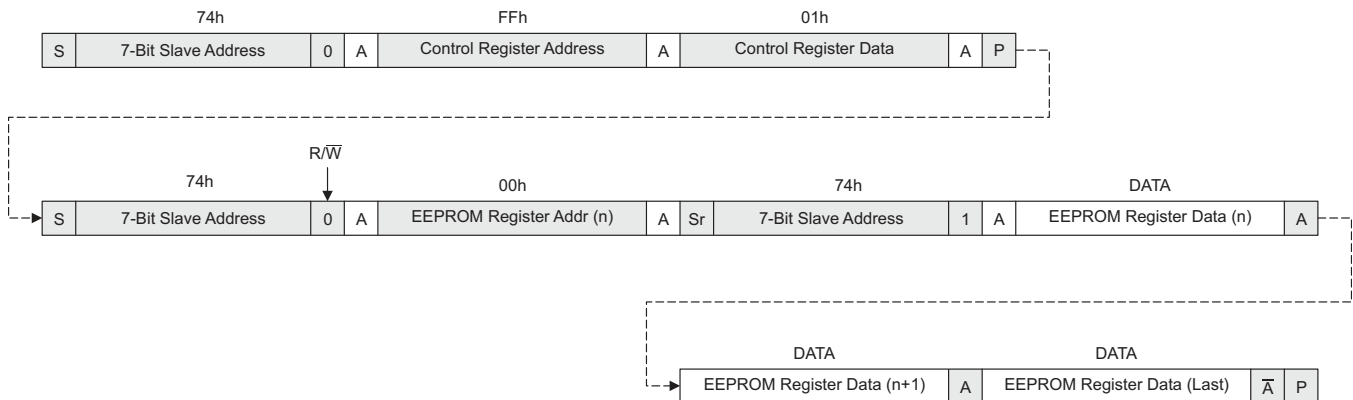 74h FFh 01h
S 7-Bit Slave Address 0 A Control Register Address A Control Register Data A P
R/W̅
74h 00h 74h DATA
S 7-Bit Slave Address 0 A EEPROM Register Addr (n) A Sr 7-Bit Slave Address 1 A EEPROM Register Data (n) A
DATA DATA
EEPROM Register Data (n+1) A EEPROM Register Data (Last) A̅ P